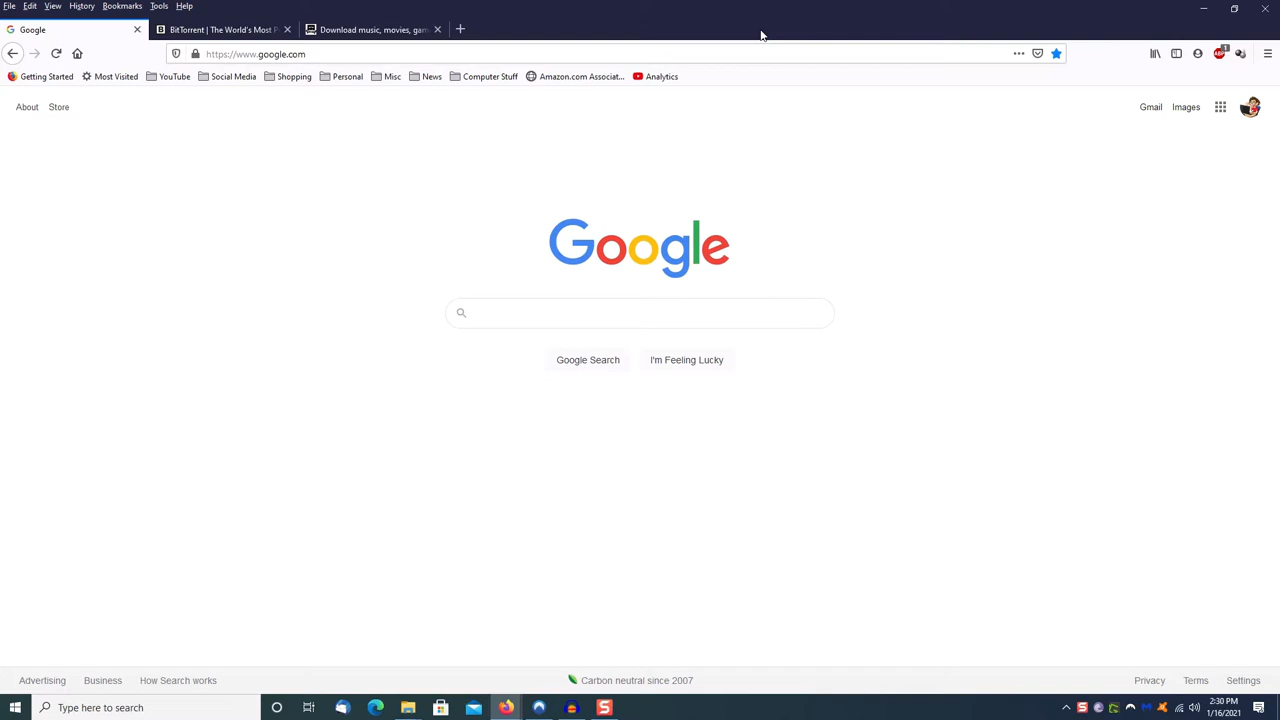 File Edit View History Bookmarks Tools Help
Google BitTorrent | The World's Most P Download music, movies, gam
https://www.google.com
Getting Started Most Visited YouTube Social Media Shopping Personal Misc News Computer Stuff Amazon.com Associat... Analytics
About Store Gmail Images
Google
Google Search I'm Feeling Lucky
Advertising Business How Search works Carbon neutral since 2007 Privacy Terms Settings
Type here to search
2:30 PM
1/16/2021